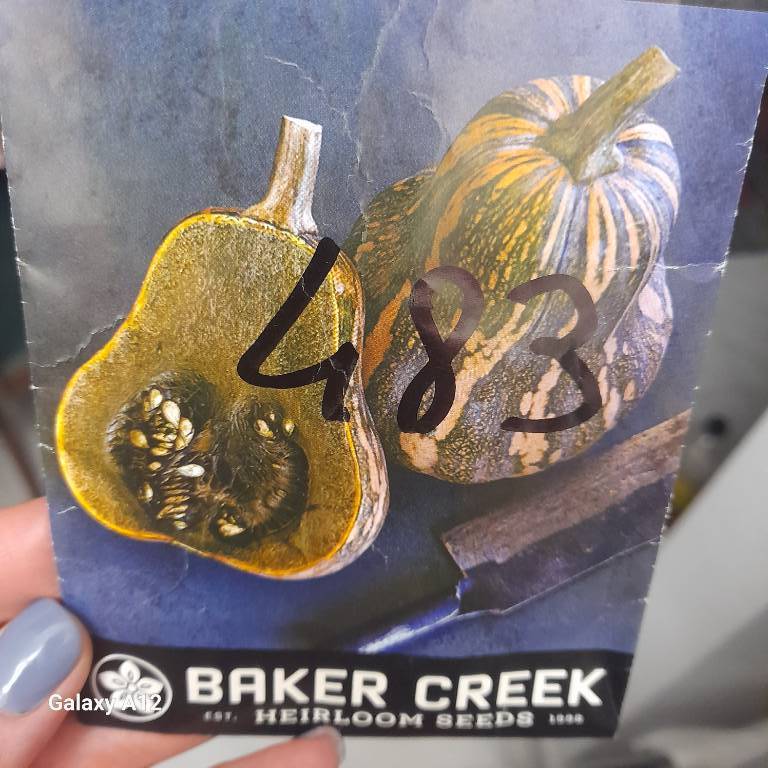 483
BAKER CREEK
EST. HEIRLOOM SEEDS 1998
Galaxy A12